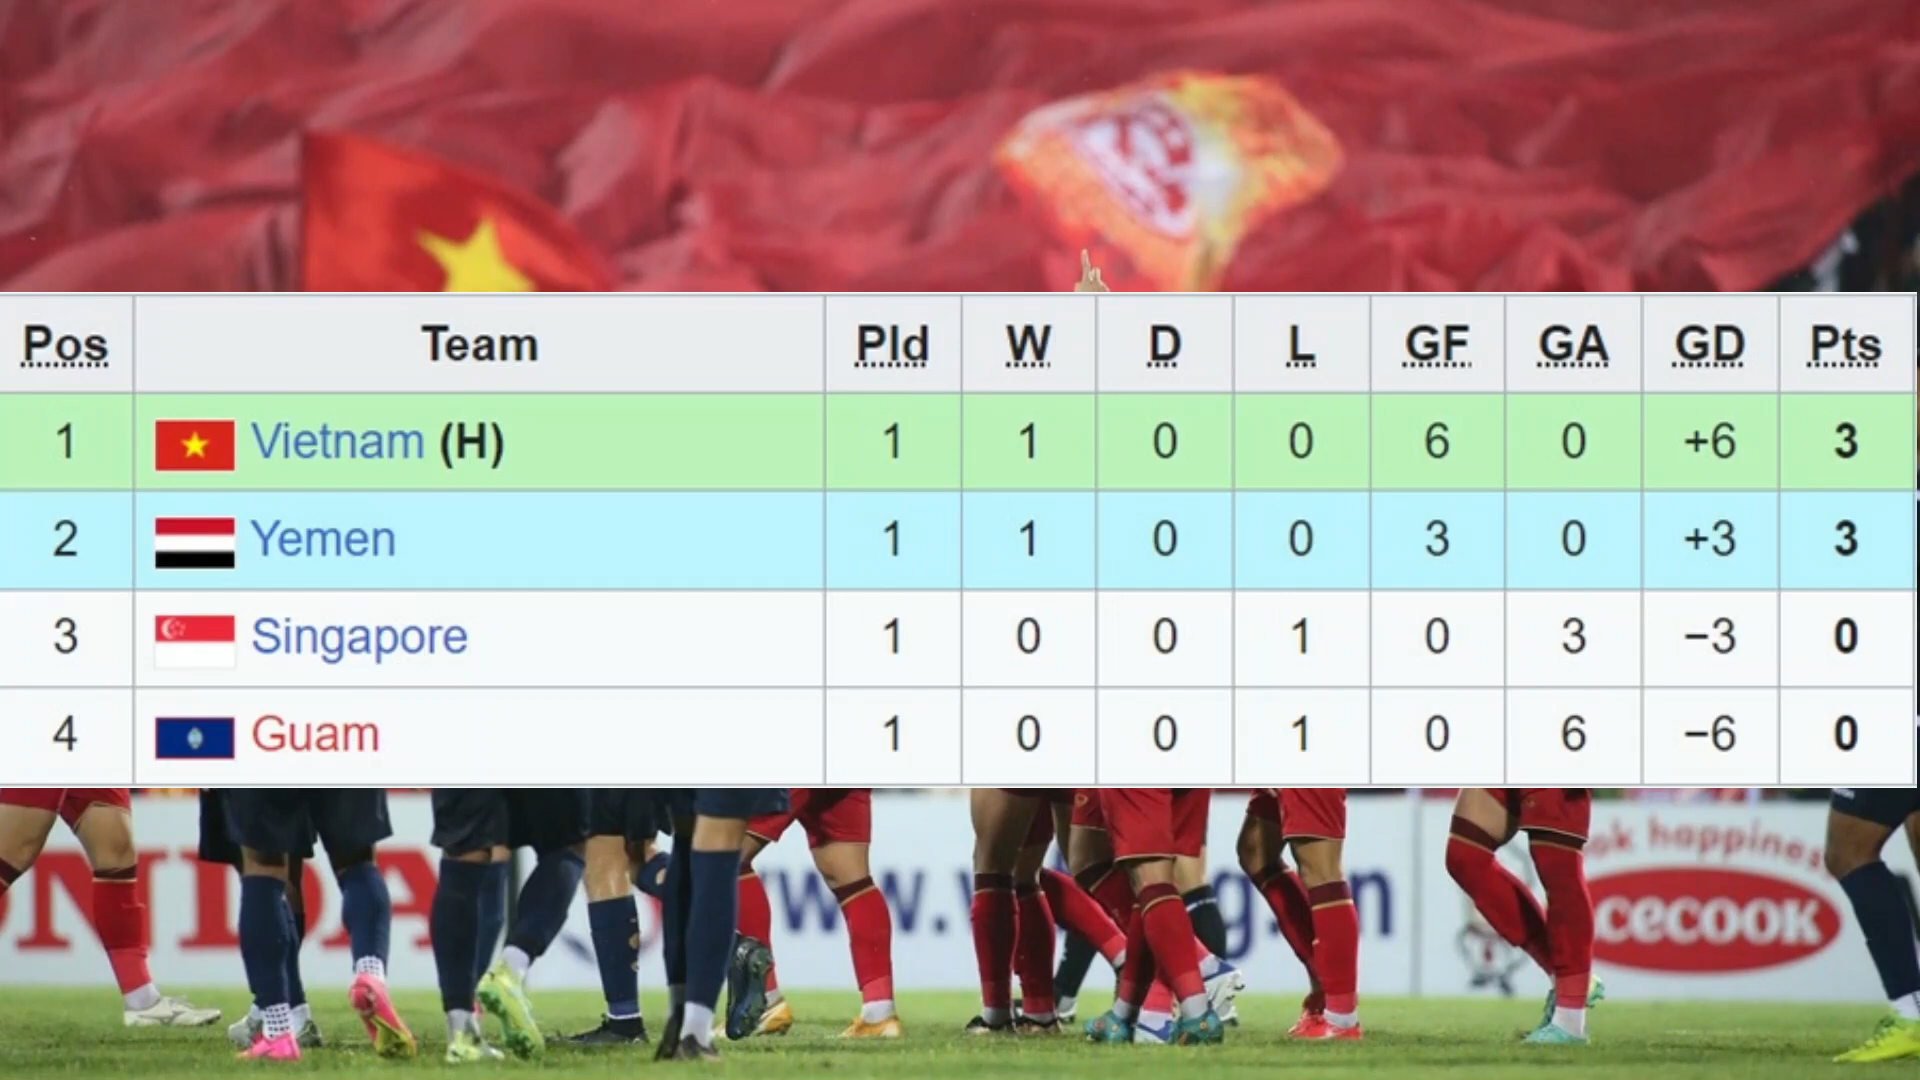 Pos Team Pld W D L GF GA GD Pts
1 Vietnam (H) 1 1 0 0 6 0 +6 3
2 Yemen 1 1 0 0 3 0 +3 3
3 Singapore 1 0 0 1 0 3 −3 0
4 Guam 1 0 0 1 0 6 −6 0
happiness
cecook
www.